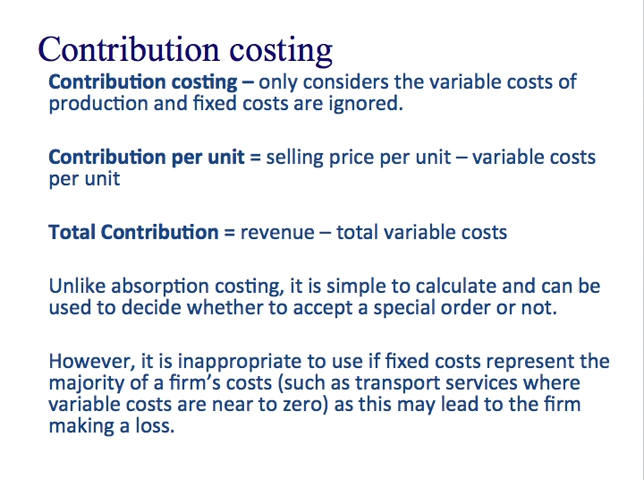 Contribution costing
Contribution costing – only considers the variable costs of
production and fixed costs are ignored.
Contribution per unit = selling price per unit – variable costs
per unit
Total Contribution = revenue – total variable costs
Unlike absorption costing, it is simple to calculate and can be
used to decide whether to accept a special order or not.
However, it is inappropriate to use if fixed costs represent the
majority of a firm’s costs (such as transport services where
variable costs are near to zero) as this may lead to the firm
making a loss.